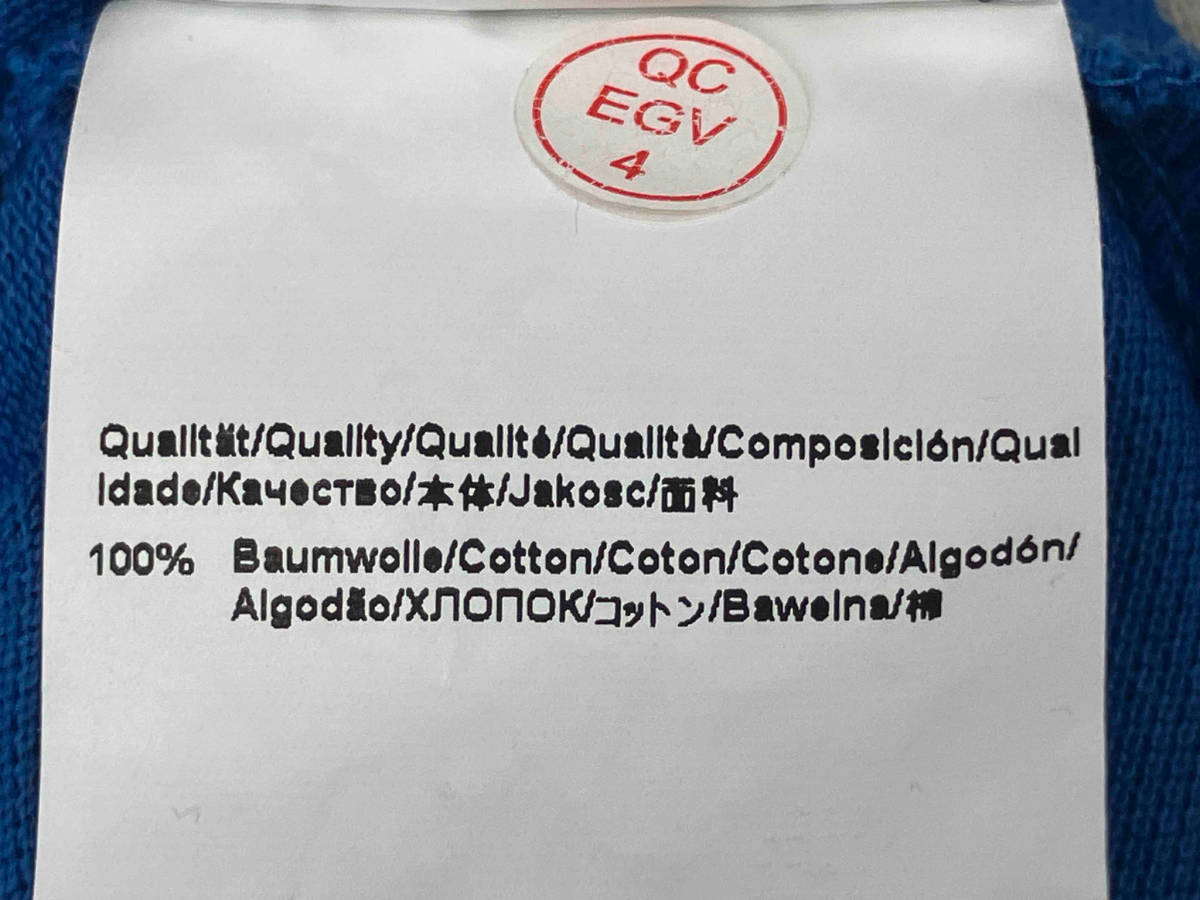 QC
EGV
4
Qualität/Quality/Qualité/Qualità/Composición/Qual
idade/Качество/本体/Jakosc/面料
100% Baumwolle/Cotton/Coton/Cotone/Algodón/
Algodão/ХЛОПОК/コットン/Bawelna/棉